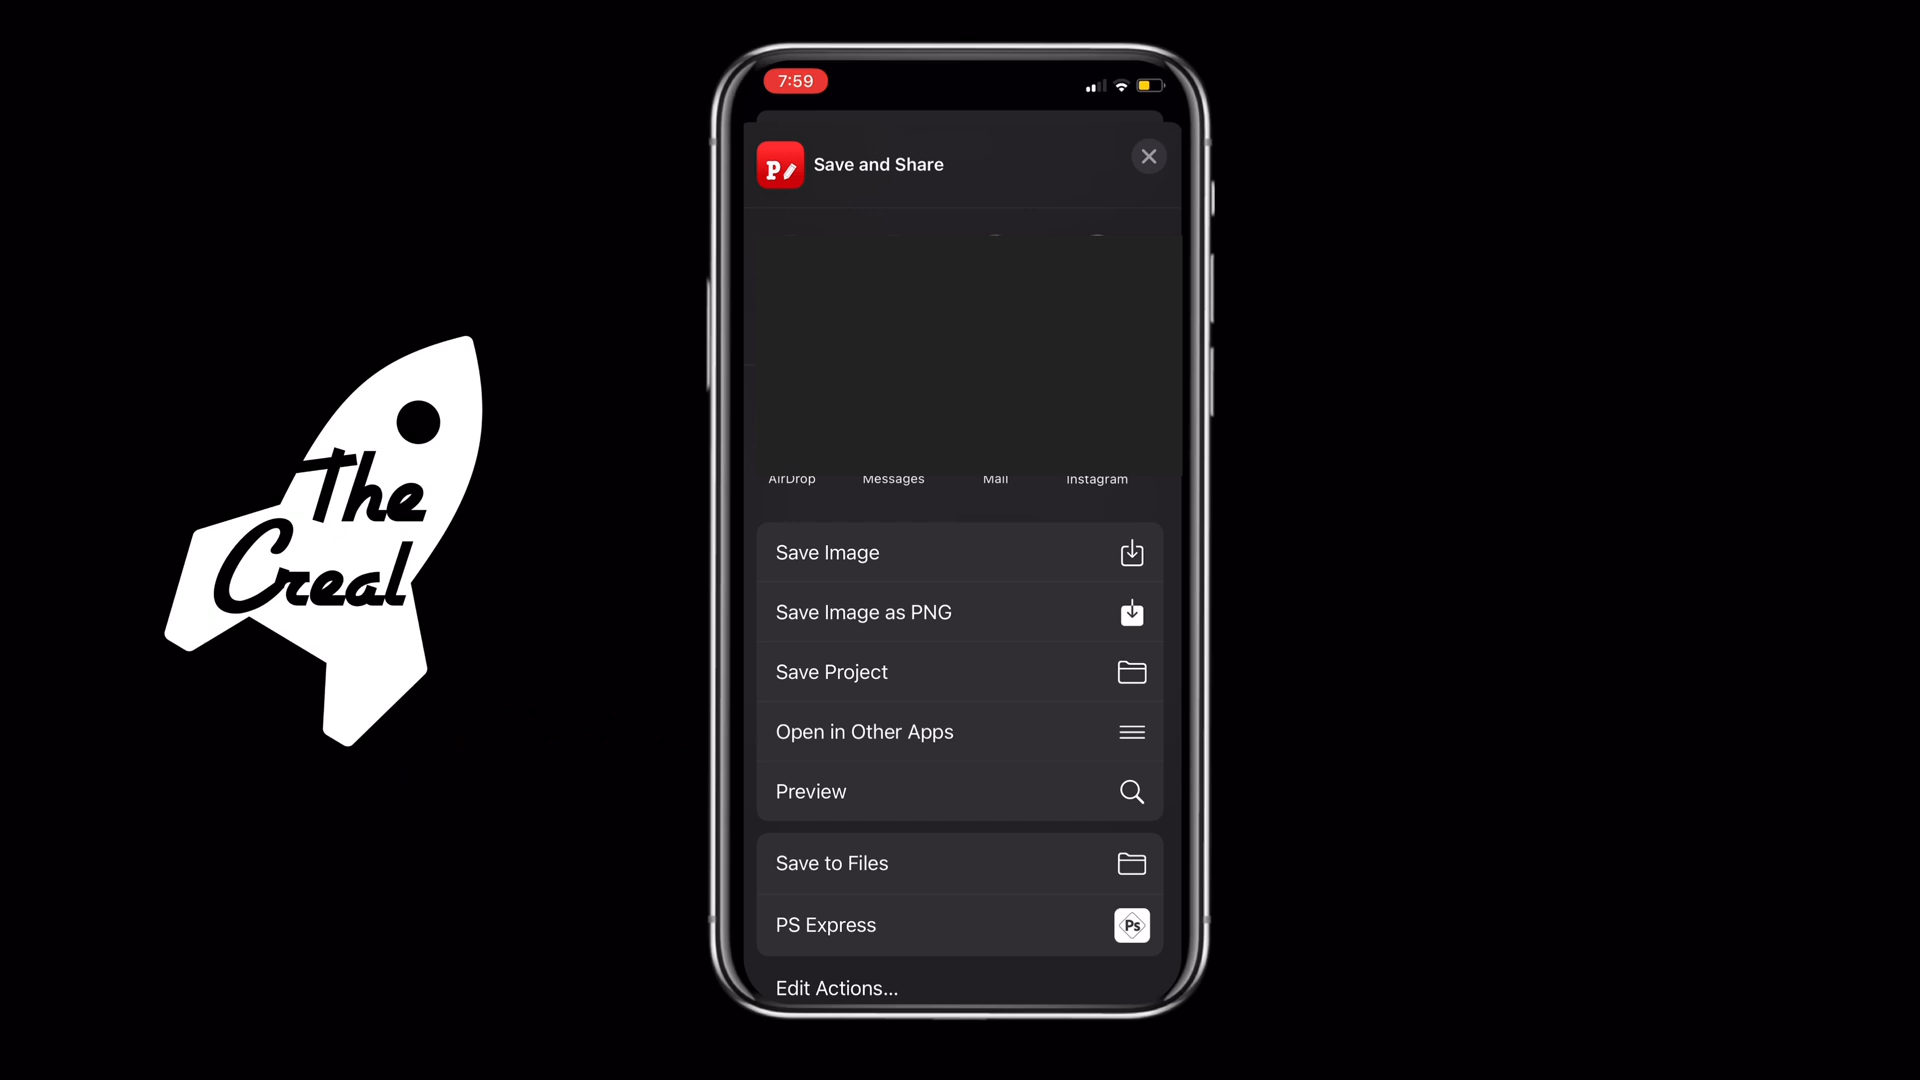 7:59
P
Save and Share
AirDrop Messages Mail Instagram
Save Image
Save Image as PNG
The
Creal
Save Project
Open in Other Apps
Preview
Save to Files
PS Express
Ps
Edit Actions...